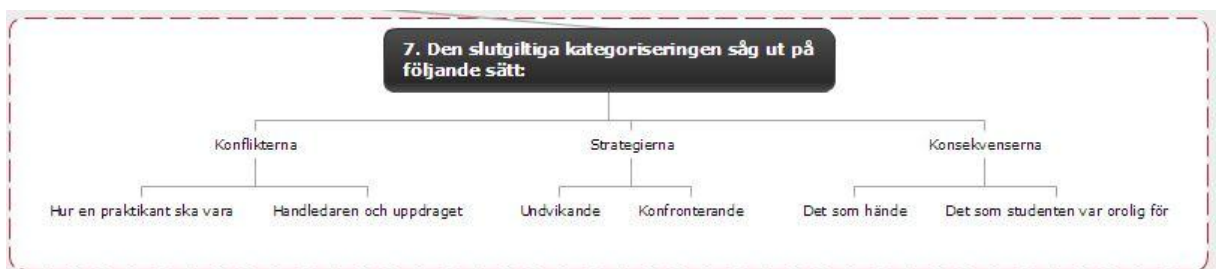 7. Den slutgiltiga kategoriseringen såg ut på
följande sätt:
Konflikterna
Strategierna
Konsekvenserna
Hur en praktikant ska vara
Handledaren och uppdraget
Undvikande
Konfronterande
Det som hände
Det som studenten var orolig för